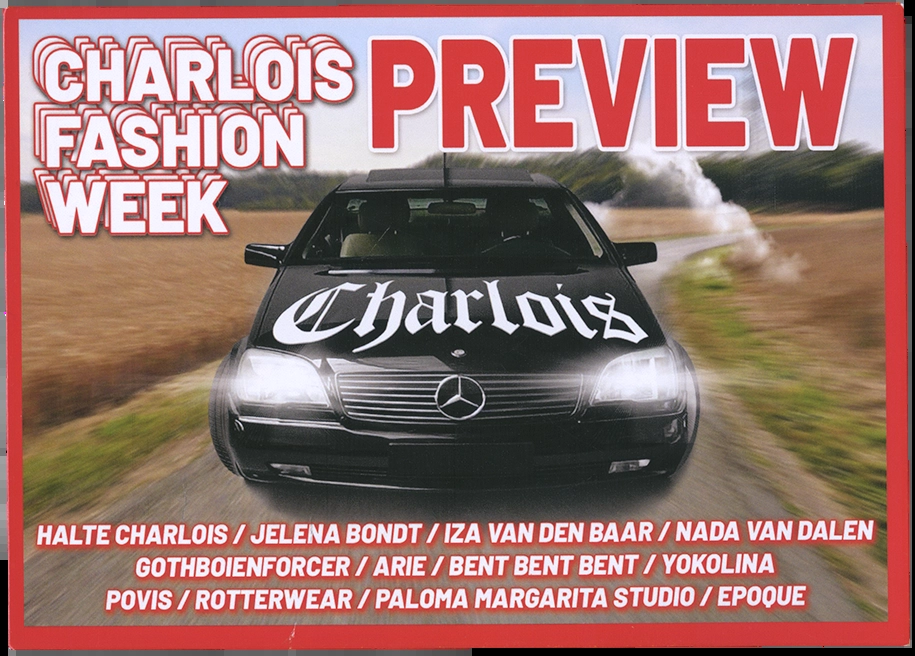 CHARLOIS
FASHION
WEEK
PREVIEW
Charlois
HALTE CHARLOIS / JELENA BONDT / IZA VAN DEN BAAR / NADA VAN DALEN
GOTHBOIENFORCER / ARIE / BENT BENT BENT / YOKOLINA
POVIS / ROTTERWEAR / PALOMA MARGARITA STUDIO / EPOQUE